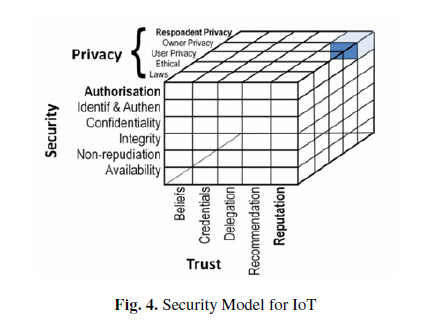 Respondent Privacy
Owner Privacy
User Privacy
Ethical
Laws
Privacy
Authorisation
Identif & Authen
Confidentiality
Integrity
Non-repudiation
Availability
Security
Beliefs
Credentials
Delegation
Recommendation
Reputation
Trust
Fig. 4. Security Model for IoT